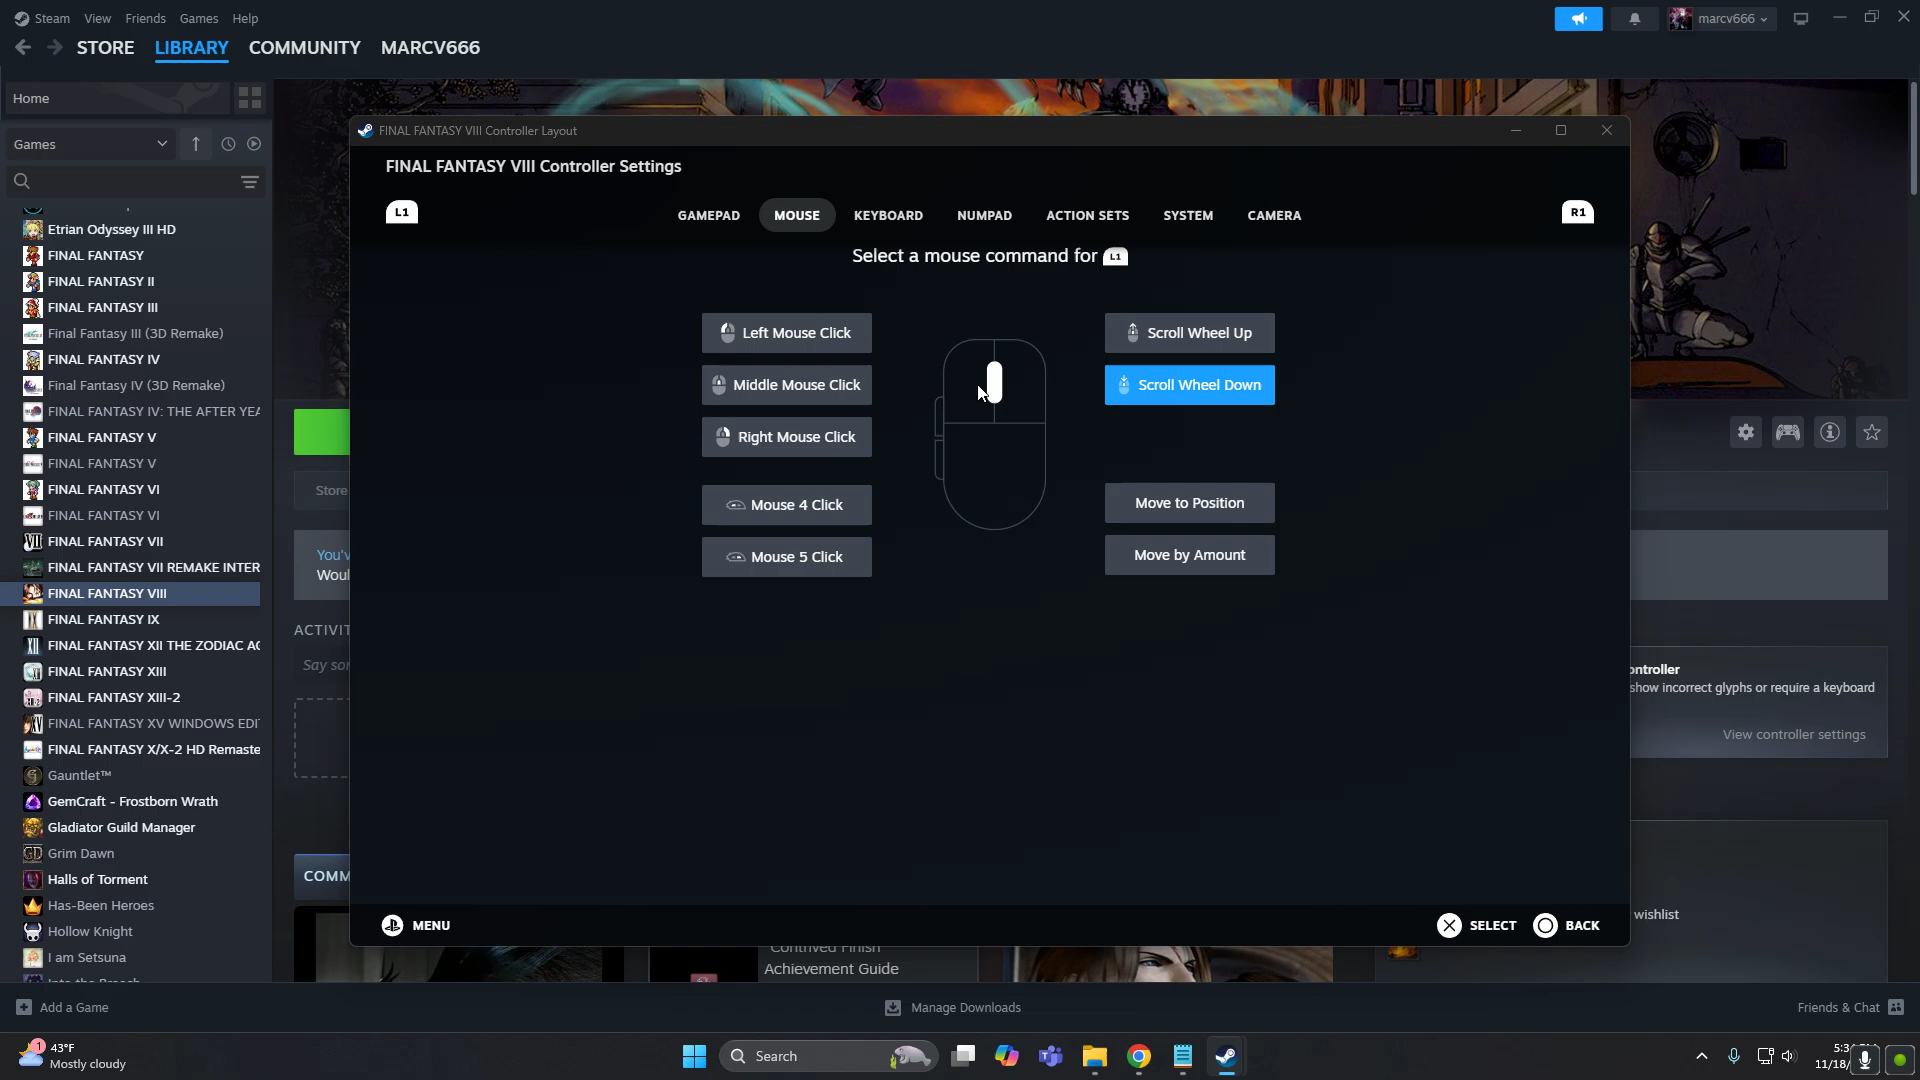 Steam View Friends Games Help
marcv666
STORE LIBRARY COMMUNITY MARCV666
Home
Games
Etrian Odyssey III HD
FINAL FANTASY
FINAL FANTASY II
FINAL FANTASY III
Final Fantasy III (3D Remake)
FINAL FANTASY IV
Final Fantasy IV (3D Remake)
FINAL FANTASY IV: THE AFTER YEA
FINAL FANTASY V
FINAL FANTASY V
FINAL FANTASY VI
FINAL FANTASY VI
FINAL FANTASY VII
FINAL FANTASY VII REMAKE INTER
FINAL FANTASY VIII
FINAL FANTASY IX
FINAL FANTASY XII THE ZODIAC AG
FINAL FANTASY XIII
FINAL FANTASY XIII-2
FINAL FANTASY XV WINDOWS EDI
FINAL FANTASY X/X-2 HD Remaste
Gauntlet™
GemCraft - Frostborn Wrath
Gladiator Guild Manager
Grim Dawn
Halls of Torment
Has-Been Heroes
Hollow Knight
I am Setsuna
FINAL FANTASY VIII Controller Layout
FINAL FANTASY VIII Controller Settings
L1 GAMEPAD MOUSE KEYBOARD NUMPAD ACTION SETS SYSTEM CAMERA R1
Select a mouse command for L1
Left Mouse Click
Middle Mouse Click
Right Mouse Click
Mouse 4 Click
Mouse 5 Click
Scroll Wheel Up
Scroll Wheel Down
Move to Position
Move by Amount
MENU SELECT BACK
Store
You'v
Woul
ACTIVIT
Say so
COMM
ontroller
show incorrect glyphs or require a keyboard
View controller settings
wishlist
Contrived Finish
Achievement Guide
Add a Game Manage Downloads Friends & Chat
1
43°F
Mostly cloudy
Search
11/18/